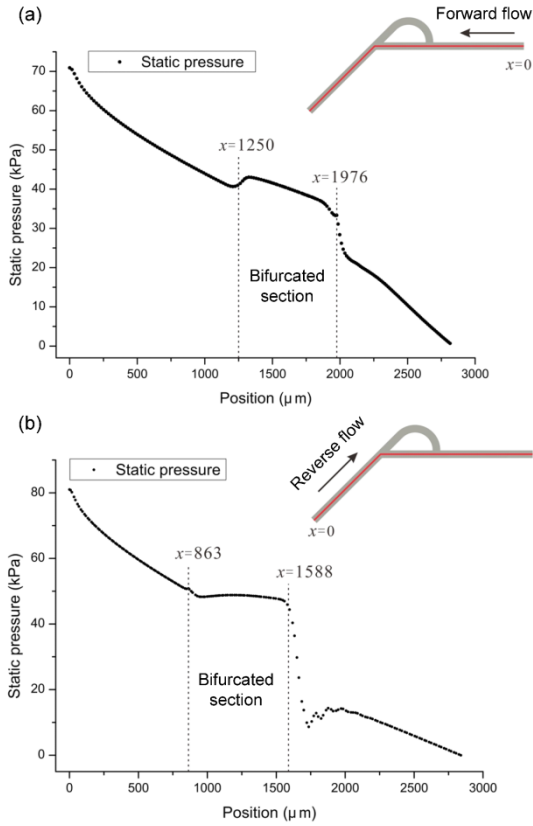 (a)
Forward flow
x=0
Static pressure
x=1250
x=1976
Bifurcated
section
Static pressure (kPa)
70
60
50
40
30
20
10
0
0 500 1000 1500 2000 2500 3000
Position (μm)
(b)
Reverse flow
x=0
Static pressure
x=863
x=1588
Bifurcated
section
Static pressure (kPa)
80
60
40
20
0
0 500 1000 1500 2000 2500 3000
Position (μm)